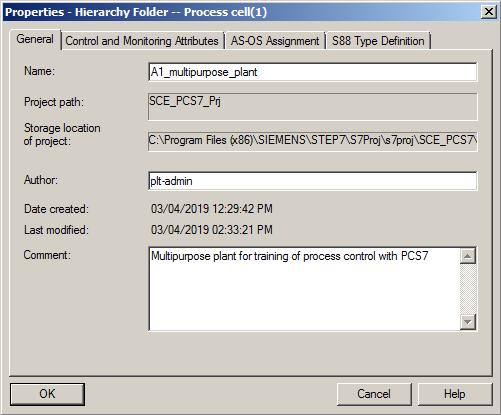 Properties - Hierarchy Folder -- Process cell(1)
General Control and Monitoring Attributes AS-OS Assignment S88 Type Definition
Name: A1_multipurpose_plant
Project path: SCE_PCS7_Prj
Storage location
of project: C:\Program Files (x86)\SIEMENS\STEP7\S7Proj\s7proj\SCE_PCS7\
Author: plt-admin
Date created: 03/04/2019 12:29:42 PM
Last modified: 03/04/2019 02:33:21 PM
Comment: Multipurpose plant for training of process control with PCS7
OK Cancel Help